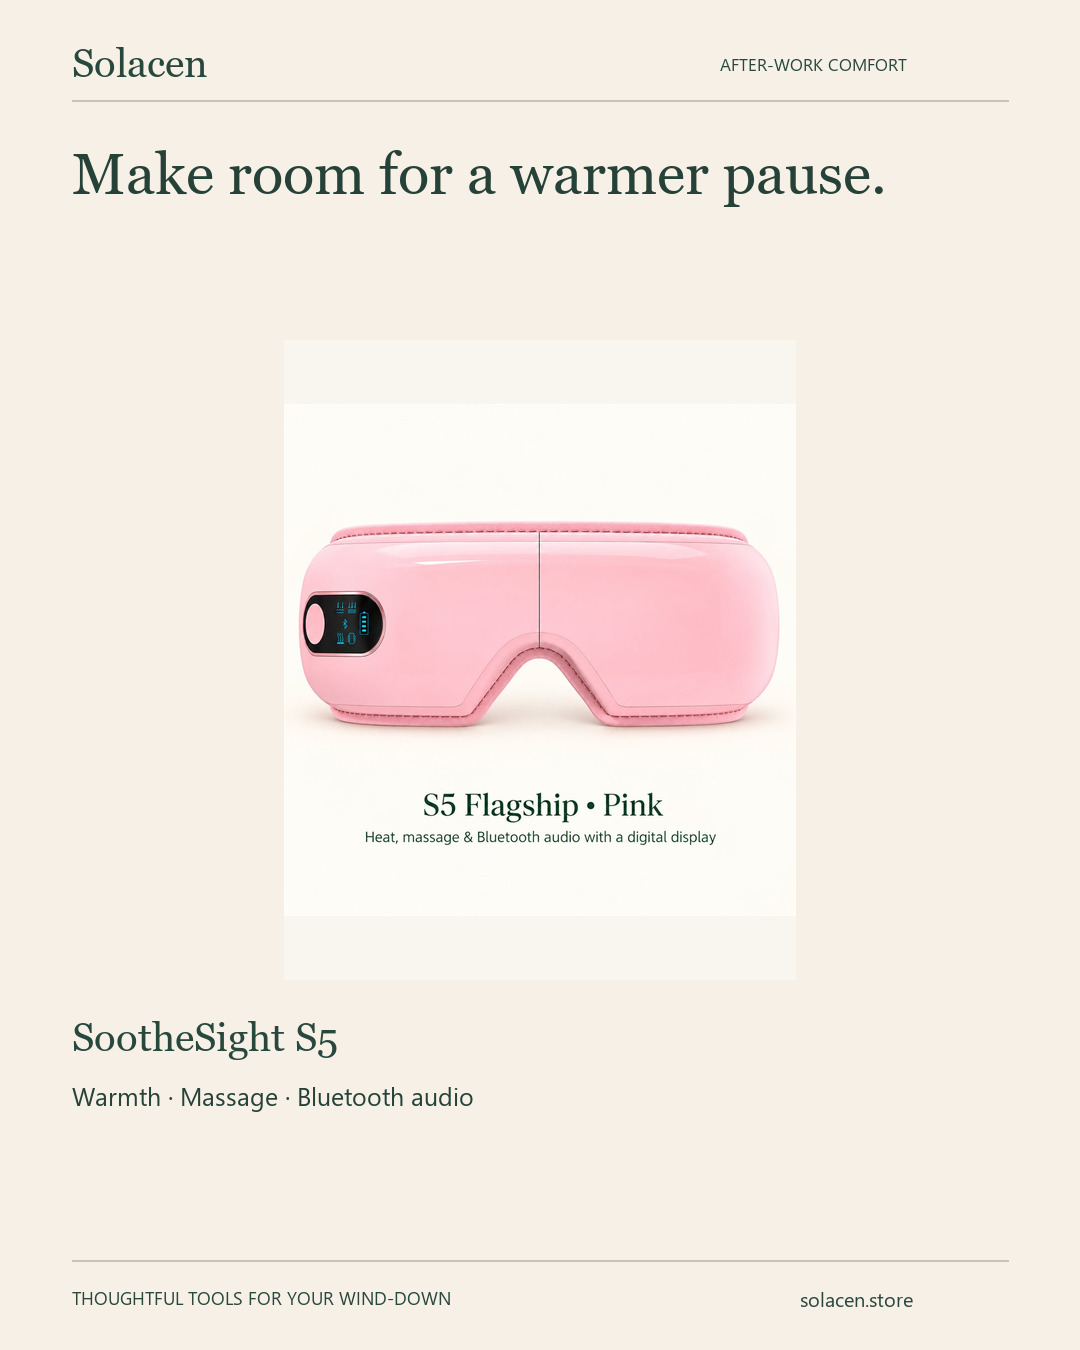 Solacen
AFTER-WORK COMFORT
Make room for a warmer pause.
S5 Flagship • Pink
Heat, massage & Bluetooth audio with a digital display
SootheSight S5
Warmth · Massage · Bluetooth audio
THOUGHTFUL TOOLS FOR YOUR WIND-DOWN
solacen.store